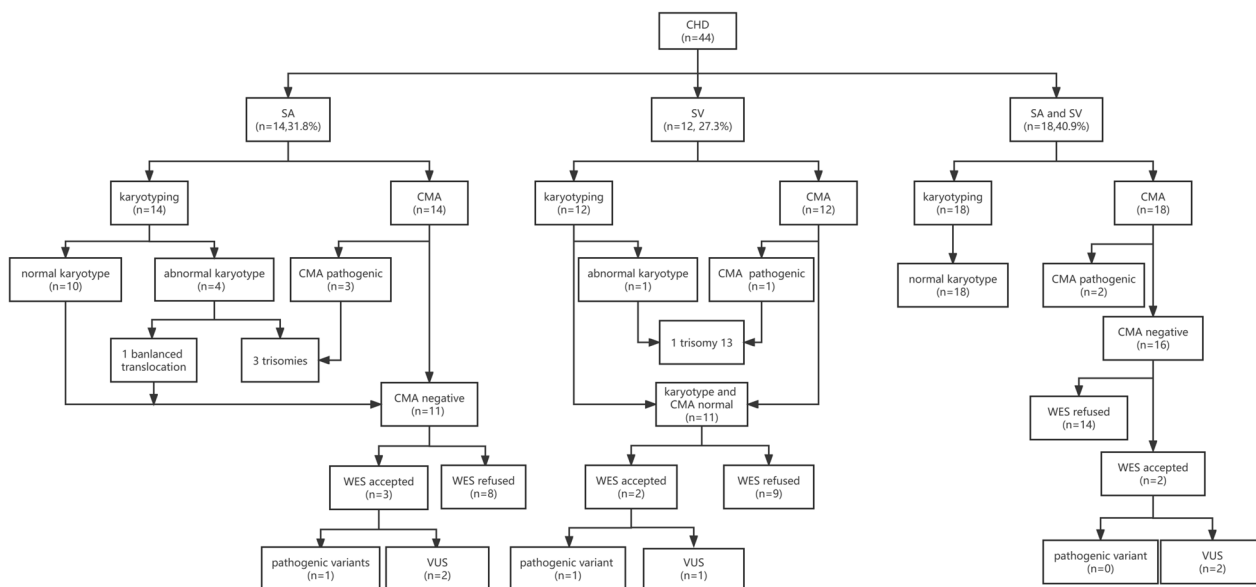 CHD
(n=44)
SA
(n=14,31.8%)
SV
(n=12, 27.3%)
SA and SV
(n=18,40.9%)
karyotyping
(n=14)
CMA
(n=14)
karyotyping
(n=12)
CMA
(n=12)
karyotyping
(n=18)
CMA
(n=18)
normal karyotype
(n=10)
abnormal karyotype
(n=4)
CMA pathogenic
(n=3)
abnormal karyotype
(n=1)
CMA pathogenic
(n=1)
normal karyotype
(n=18)
CMA pathogenic
(n=2)
1 banlanced
translocation
3 trisomies
1 trisomy 13
CMA negative
(n=16)
CMA negative
(n=11)
karyotype and
CMA normal
(n=11)
WES refused
(n=14)
WES accepted
(n=3)
WES refused
(n=8)
WES accepted
(n=2)
WES refused
(n=9)
WES accepted
(n=2)
pathogenic variants
(n=1)
VUS
(n=2)
pathogenic variant
(n=1)
VUS
(n=1)
pathogenic variant
(n=0)
VUS
(n=2)